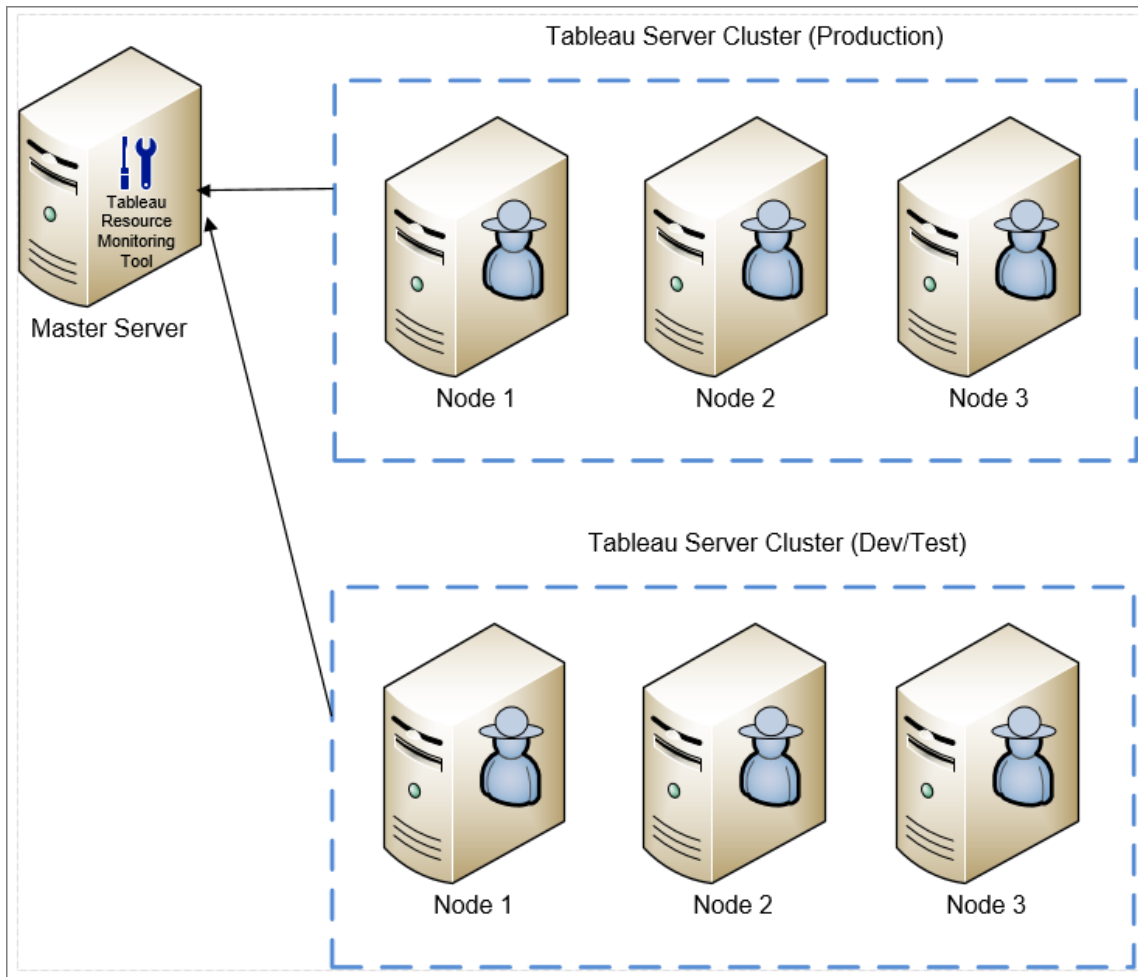 Tableau Server Cluster (Production)
Tableau
Resource
Monitoring
Tool
Master Server
Node 1
Node 2
Node 3
Tableau Server Cluster (Dev/Test)
Node 1
Node 2
Node 3